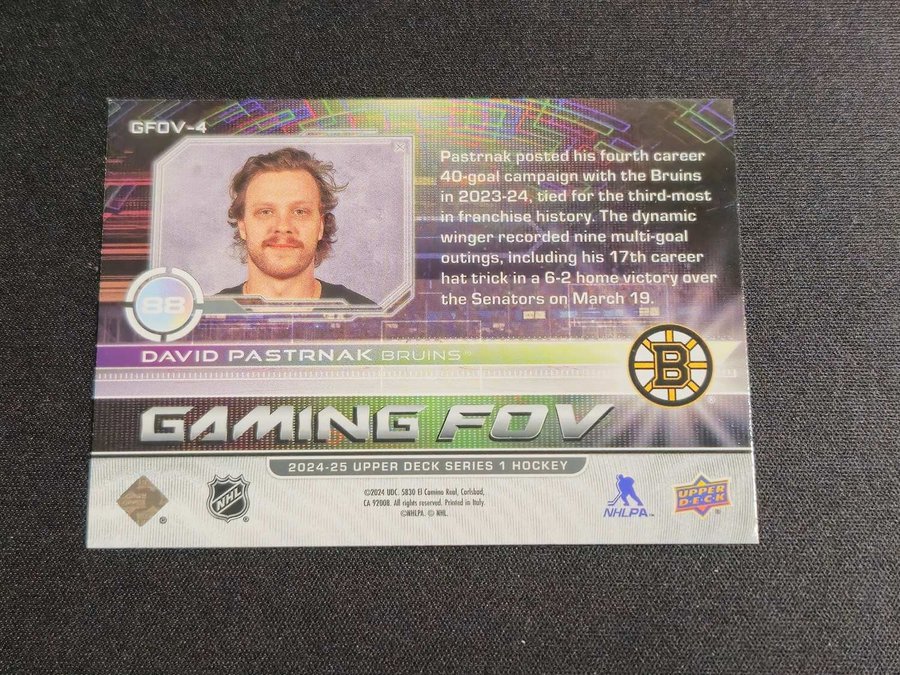 GFOV-4
Pastrnak posted his fourth career
40-goal campaign with the Bruins
in 2023-24, tied for the third-most
in franchise history. The dynamic
winger recorded nine multi-goal
outings, including his 17th career
hat trick in a 6-2 home victory over
the Senators on March 19.
88
DAVID PASTRNAK BRUINS®
B
®
GAMING FOV
2024-25 UPPER DECK SERIES 1 HOCKEY
®
NHL
®
©2024 UDC. 5830 El Camino Real, Carlsbad,
CA 92008. All rights reserved. Printed in Italy.
©NHLPA. © NHL.
NHLPA™
UPPER
D·E·C·K
®